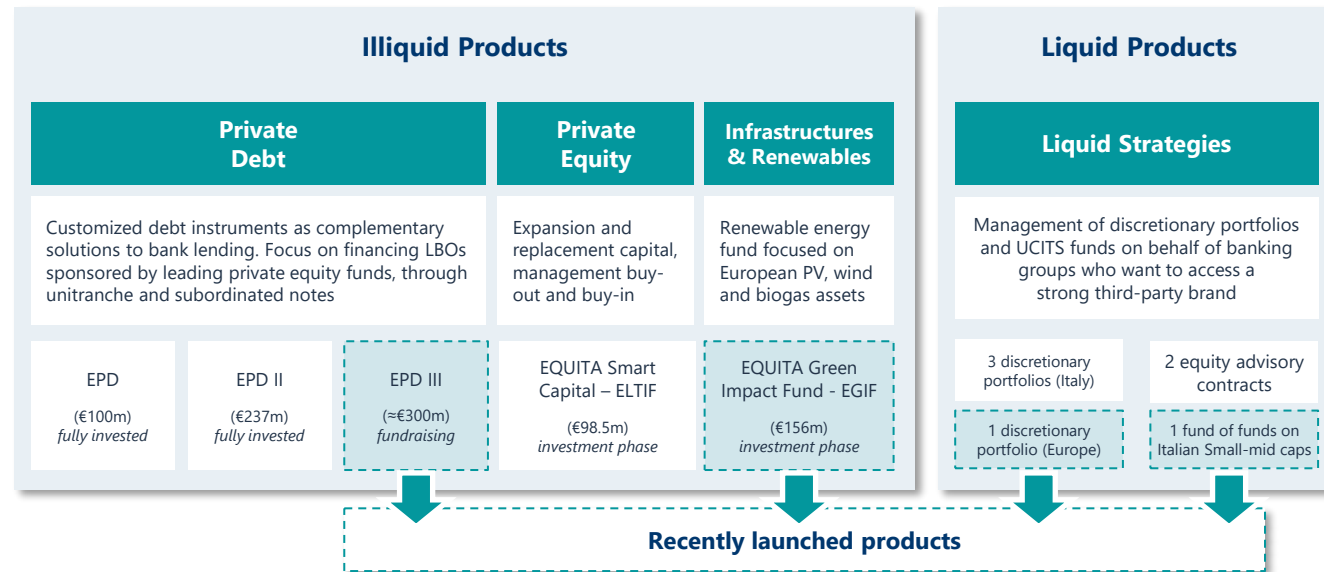 Illiquid Products
Private
Debt
Private
Equity
Infrastructures
& Renewables
Customized debt instruments as complementary
solutions to bank lending. Focus on financing LBOs
sponsored by leading private equity funds, through
unitranche and subordinated notes
Expansion and
replacement capital,
management buy-
out and buy-in
Renewable energy
fund focused on
European PV, wind
and biogas assets
EPD
(€100m)
fully invested
EPD II
(€237m)
fully invested
EPD III
(≈€300m)
fundraising
EQUITA Smart
Capital – ELTIF
(€98.5m)
investment phase
EQUITA Green
Impact Fund - EGIF
(€156m)
investment phase
Liquid Products
Liquid Strategies
Management of discretionary portfolios
and UCITS funds on behalf of banking
groups who want to access a
strong third-party brand
3 discretionary
portfolios (Italy)
2 equity advisory
contracts
1 discretionary
portfolio (Europe)
1 fund of funds on
Italian Small-mid caps
Recently launched products